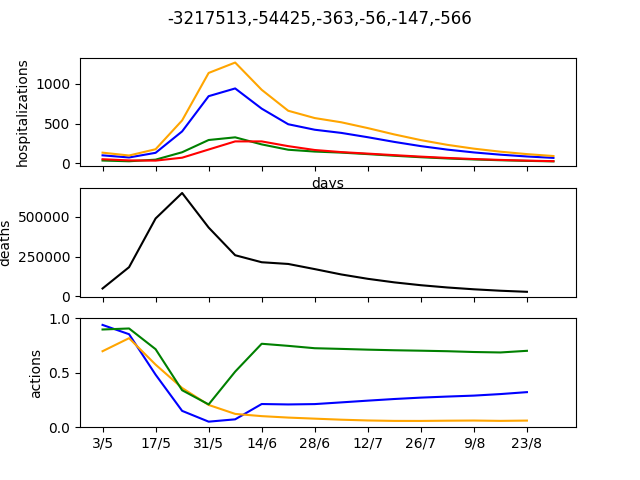 -3217513,-54425,-363,-56,-147,-566
1000
500
0
hospitalizations
days
500000
250000
0
deaths
1.0
0.5
0.0
actions
3/5 17/5 31/5 14/6 28/6 12/7 26/7 9/8 23/8